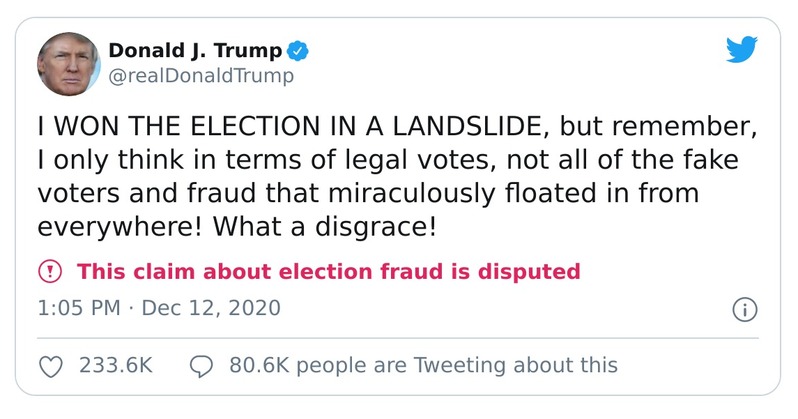 Donald J. Trump
@realDonaldTrump
I WON THE ELECTION IN A LANDSLIDE, but remember,
I only think in terms of legal votes, not all of the fake
voters and fraud that miraculously floated in from
everywhere! What a disgrace!
This claim about election fraud is disputed
1:05 PM · Dec 12, 2020
233.6K 80.6K people are Tweeting about this